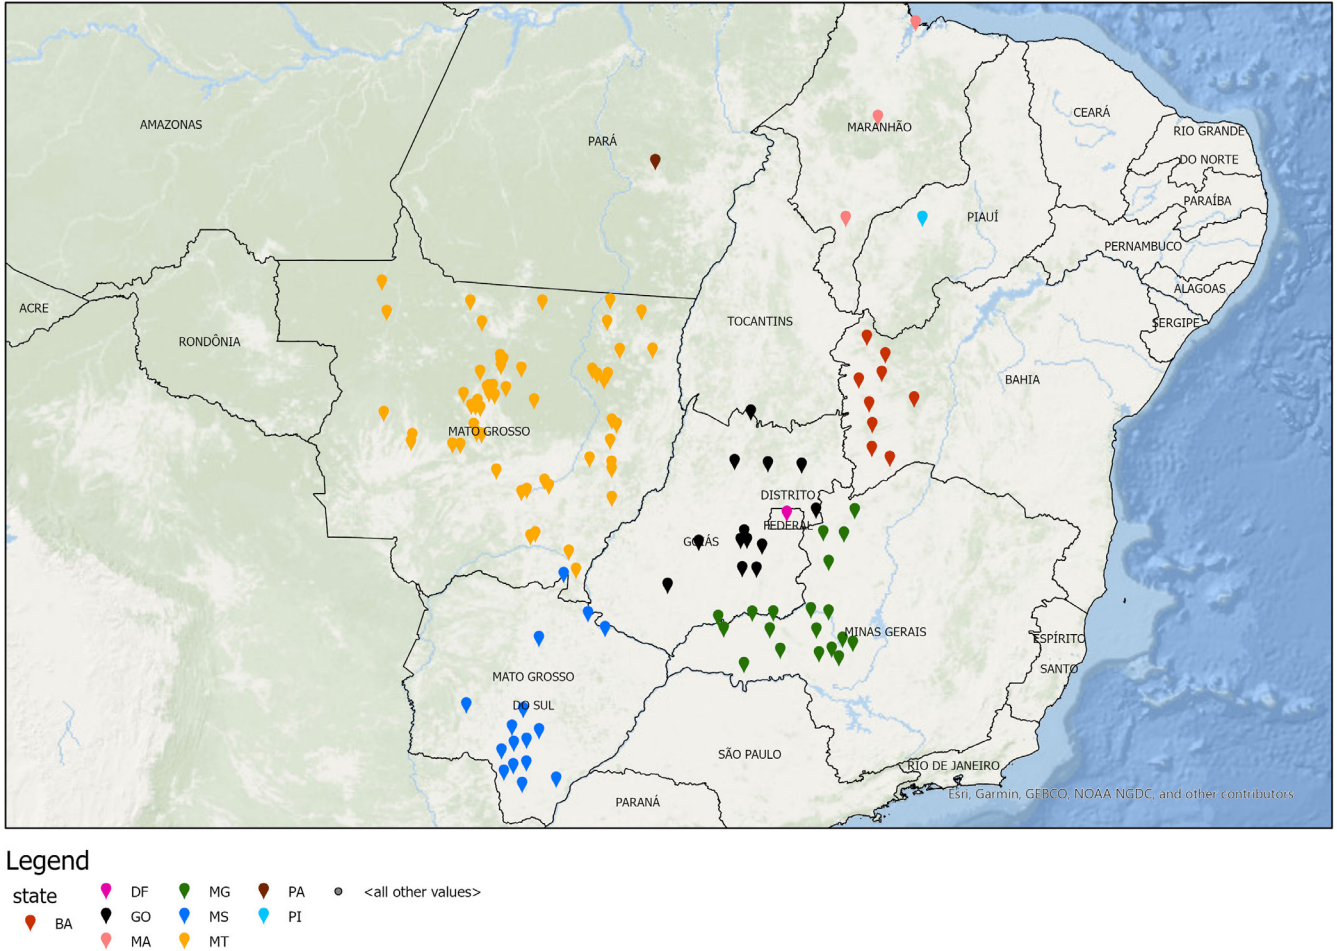 CEARÁ
AMAZONAS
MARANHÃO
RIO GRANDE
DO NORTE
PARÁ
PARAÍBA
PIAUÍ
PERNAMBUCO
ALAGOAS
ACRE
SERGIPE
TOCANTINS
RONDÔNIA
BAHIA
MATO GROSSO
DISTRITO
FEDERAL
GOIÁS
MINAS GERAIS
ESPÍRITO
SANTO
MATO GROSSO
DO SUL
SÃO PAULO
RIO DE JANEIRO
Esri, Garmin, GEBCO, NOAA NGDC, and other contributors
PARANÁ
Legend
state
BA
DF
GO
MA
MG
MS
MT
PA
PI
<all other values>